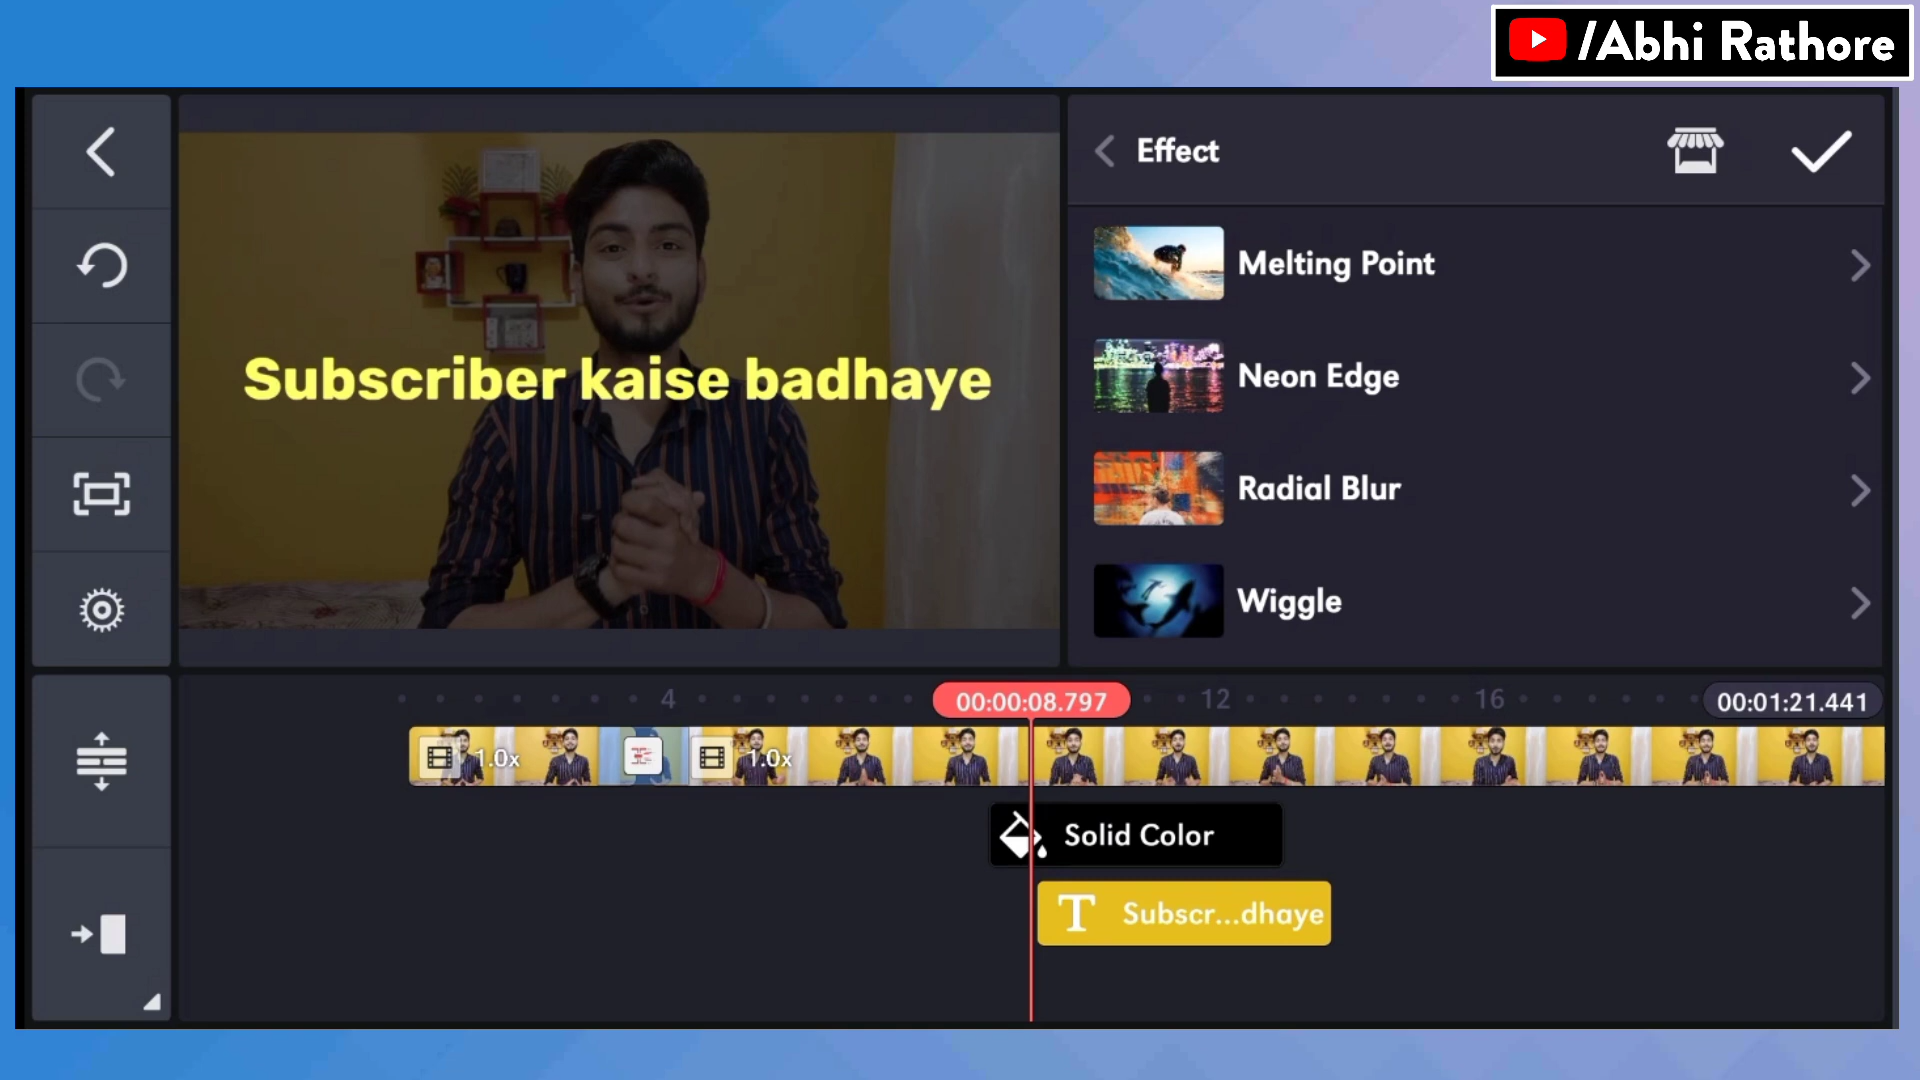 /Abhi Rathore
Effect
Melting Point
Neon Edge
Subscriber kaise badhaye
Radial Blur
Wiggle
4
00:00:08.797
12
16
00:01:21.441
1.0x
1.0x
Solid Color
T Subscr...dhaye